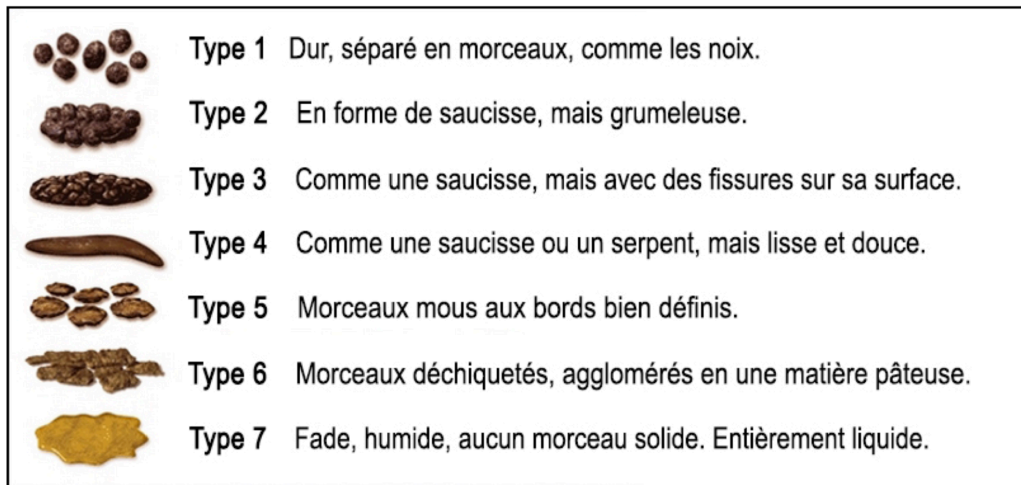 Type 1 Dur, séparé en morceaux, comme les noix.
Type 2 En forme de saucisse, mais grumeleuse.
Type 3 Comme une saucisse, mais avec des fissures sur sa surface.
Type 4 Comme une saucisse ou un serpent, mais lisse et douce.
Type 5 Morceaux mous aux bords bien définis.
Type 6 Morceaux déchiquetés, agglomérés en une matière pâteuse.
Type 7 Fade, humide, aucun morceau solide. Entièrement liquide.